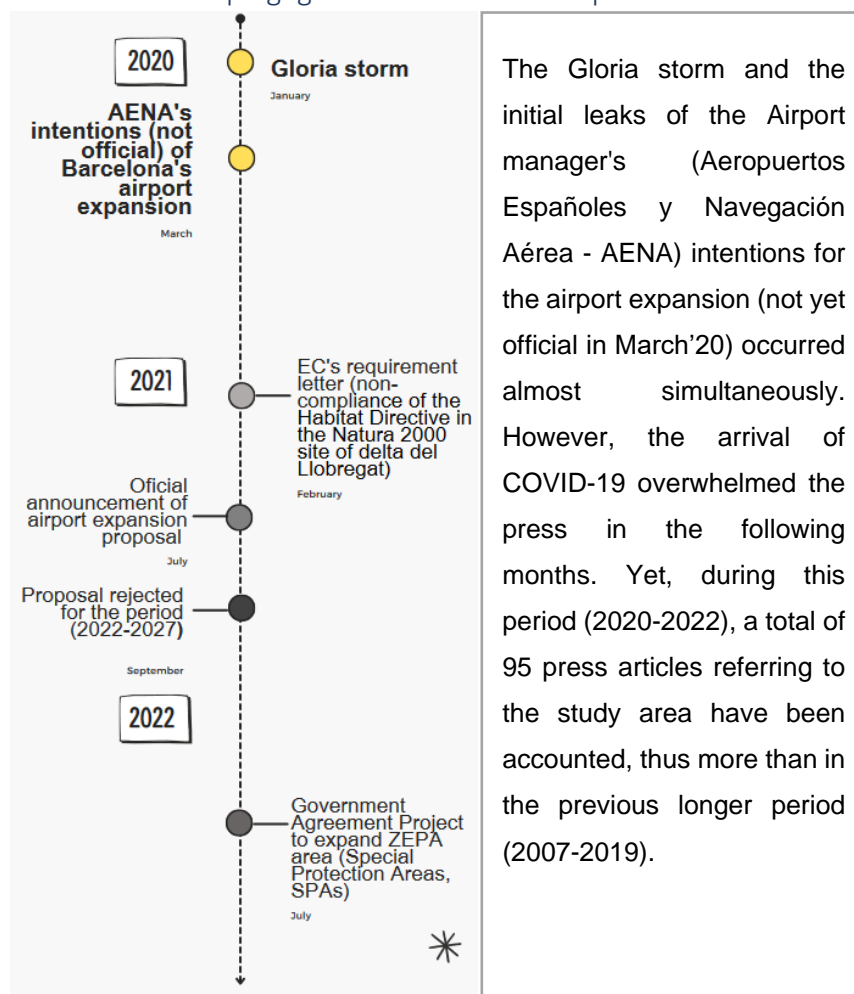 2020
Gloria storm
January
AENA's
intentions (not
official) of
Barcelona's
airport
expansion
March
2021
EC's requirement
letter (non-
compliance of the
Habitat Directive in
the Natura 2000
site of delta del
Llobregat)
February
Oficial
announcement of
airport expansion
proposal
July
Proposal rejected
for the period
(2022-2027)
September
2022
Government
Agreement Project
to expand ZEPA
area (Special
Protection Areas,
SPAs)
July
The Gloria storm and the
initial leaks of the Airport
manager's (Aeropuertos
Españoles y Navegación
Aérea - AENA) intentions for
the airport expansion (not yet
official in March'20) occurred
almost simultaneously.
However, the arrival of
COVID-19 overwhelmed the
press in the following
months. Yet, during this
period (2020-2022), a total of
95 press articles referring to
the study area have been
accounted, thus more than in
the previous longer period
(2007-2019).